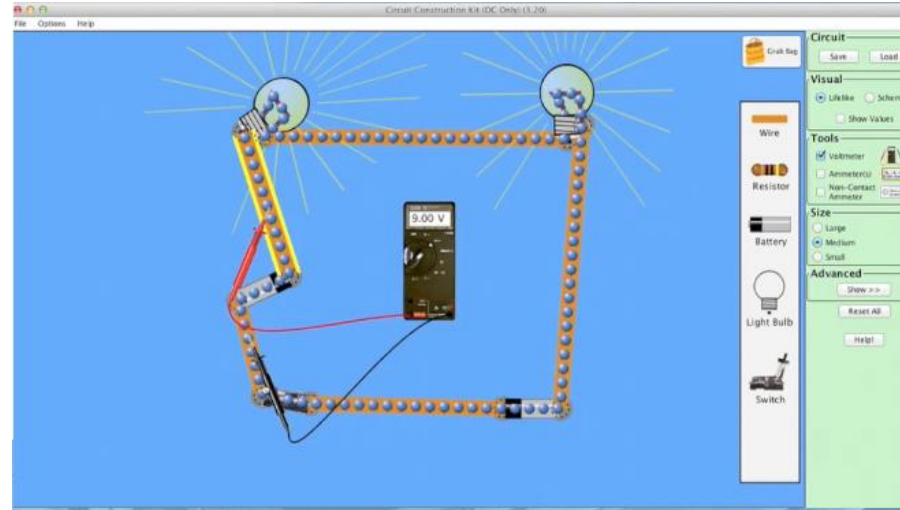 Circuit Construction Kit (DC Only) (3.20)
File Options Help
Grab Bag
Wire
Resistor
Battery
Light Bulb
Switch
9.00 V
Circuit
Save Load
Visual
Lifelike Schem
Show Values
Tools
Voltmeter
Ammeter(s)
Non-Contact
Ammeter
Size
Large
Medium
Small
Advanced
Show >>
Reset All
Help!